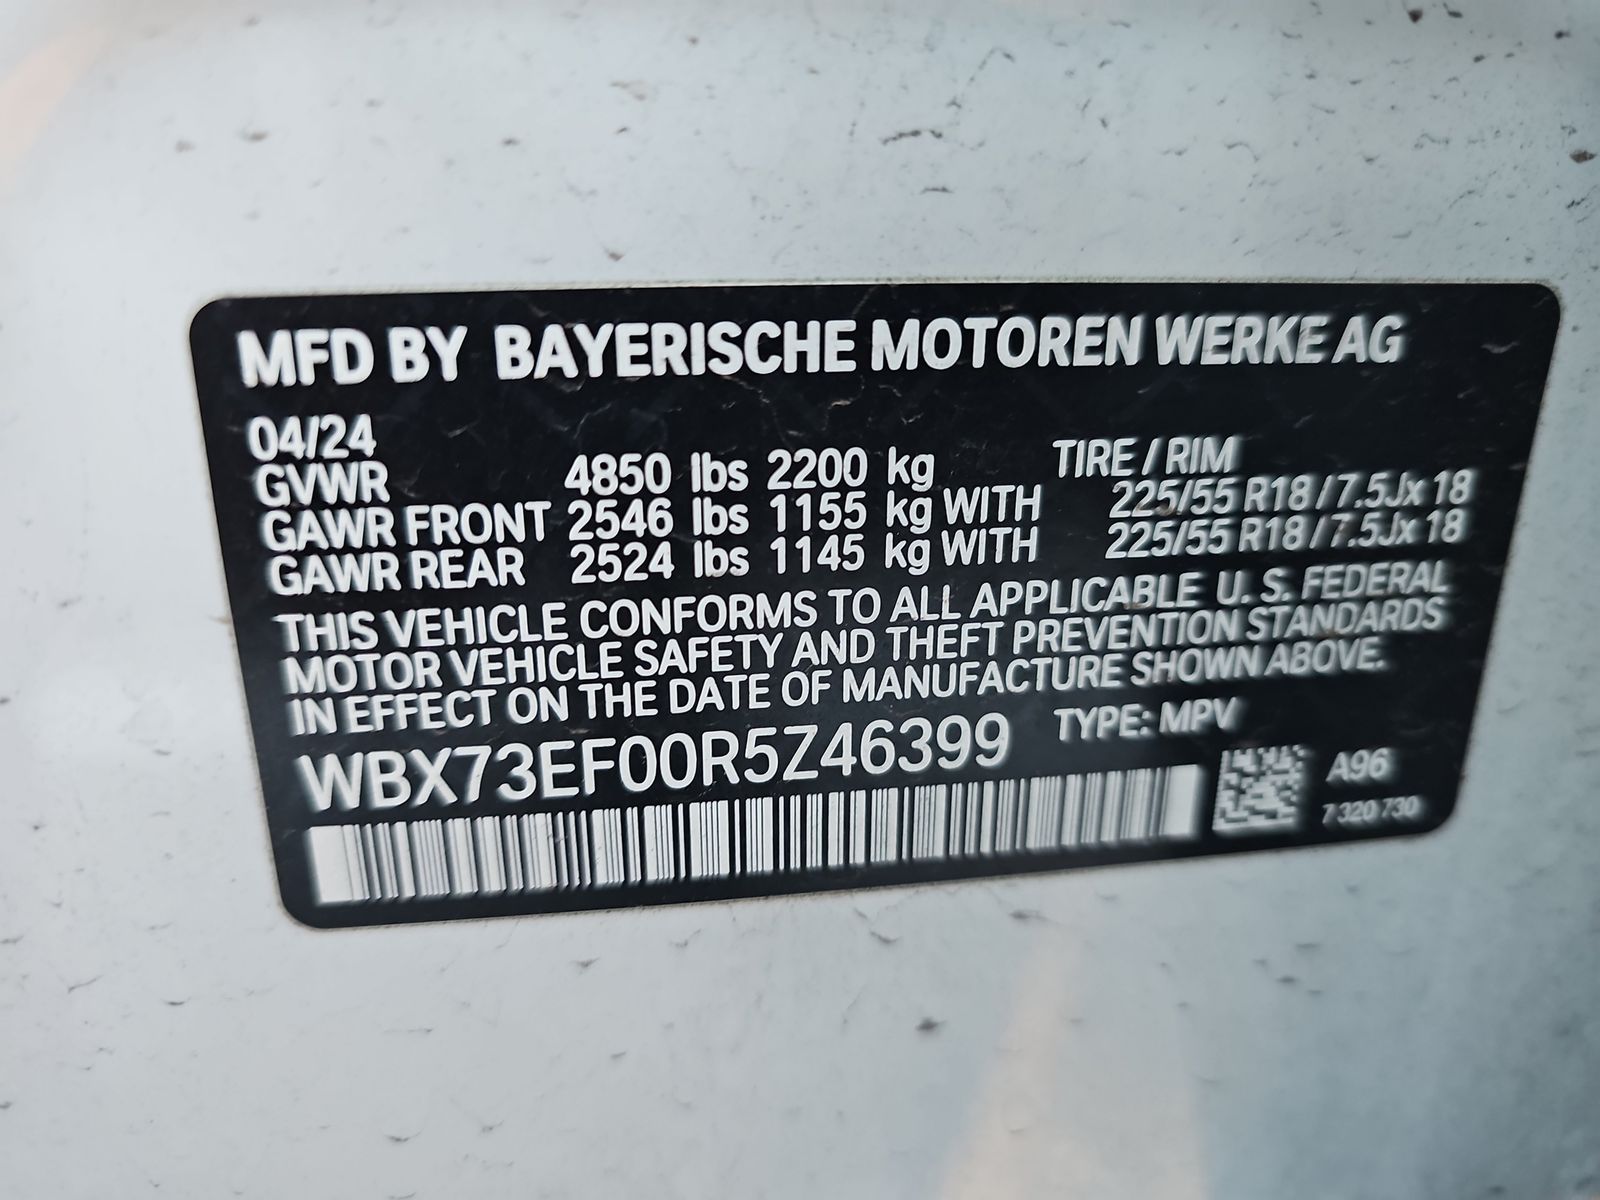 MFD BY BAYERISCHE MOTOREN WERKE AG
04/24
GVWR 4850 lbs 2200 kg TIRE / RIM
GAWR FRONT 2546 lbs 1155 kg WITH 225/55 R18 / 7.5Jx 18
GAWR REAR 2524 lbs 1145 kg WITH 225/55 R18 / 7.5Jx 18
THIS VEHICLE CONFORMS TO ALL APPLICABLE U. S. FEDERAL
MOTOR VEHICLE SAFETY AND THEFT PREVENTION STANDARDS
IN EFFECT ON THE DATE OF MANUFACTURE SHOWN ABOVE.
WBX73EF00R5Z46399 TYPE: MPV
A96
7 320 730